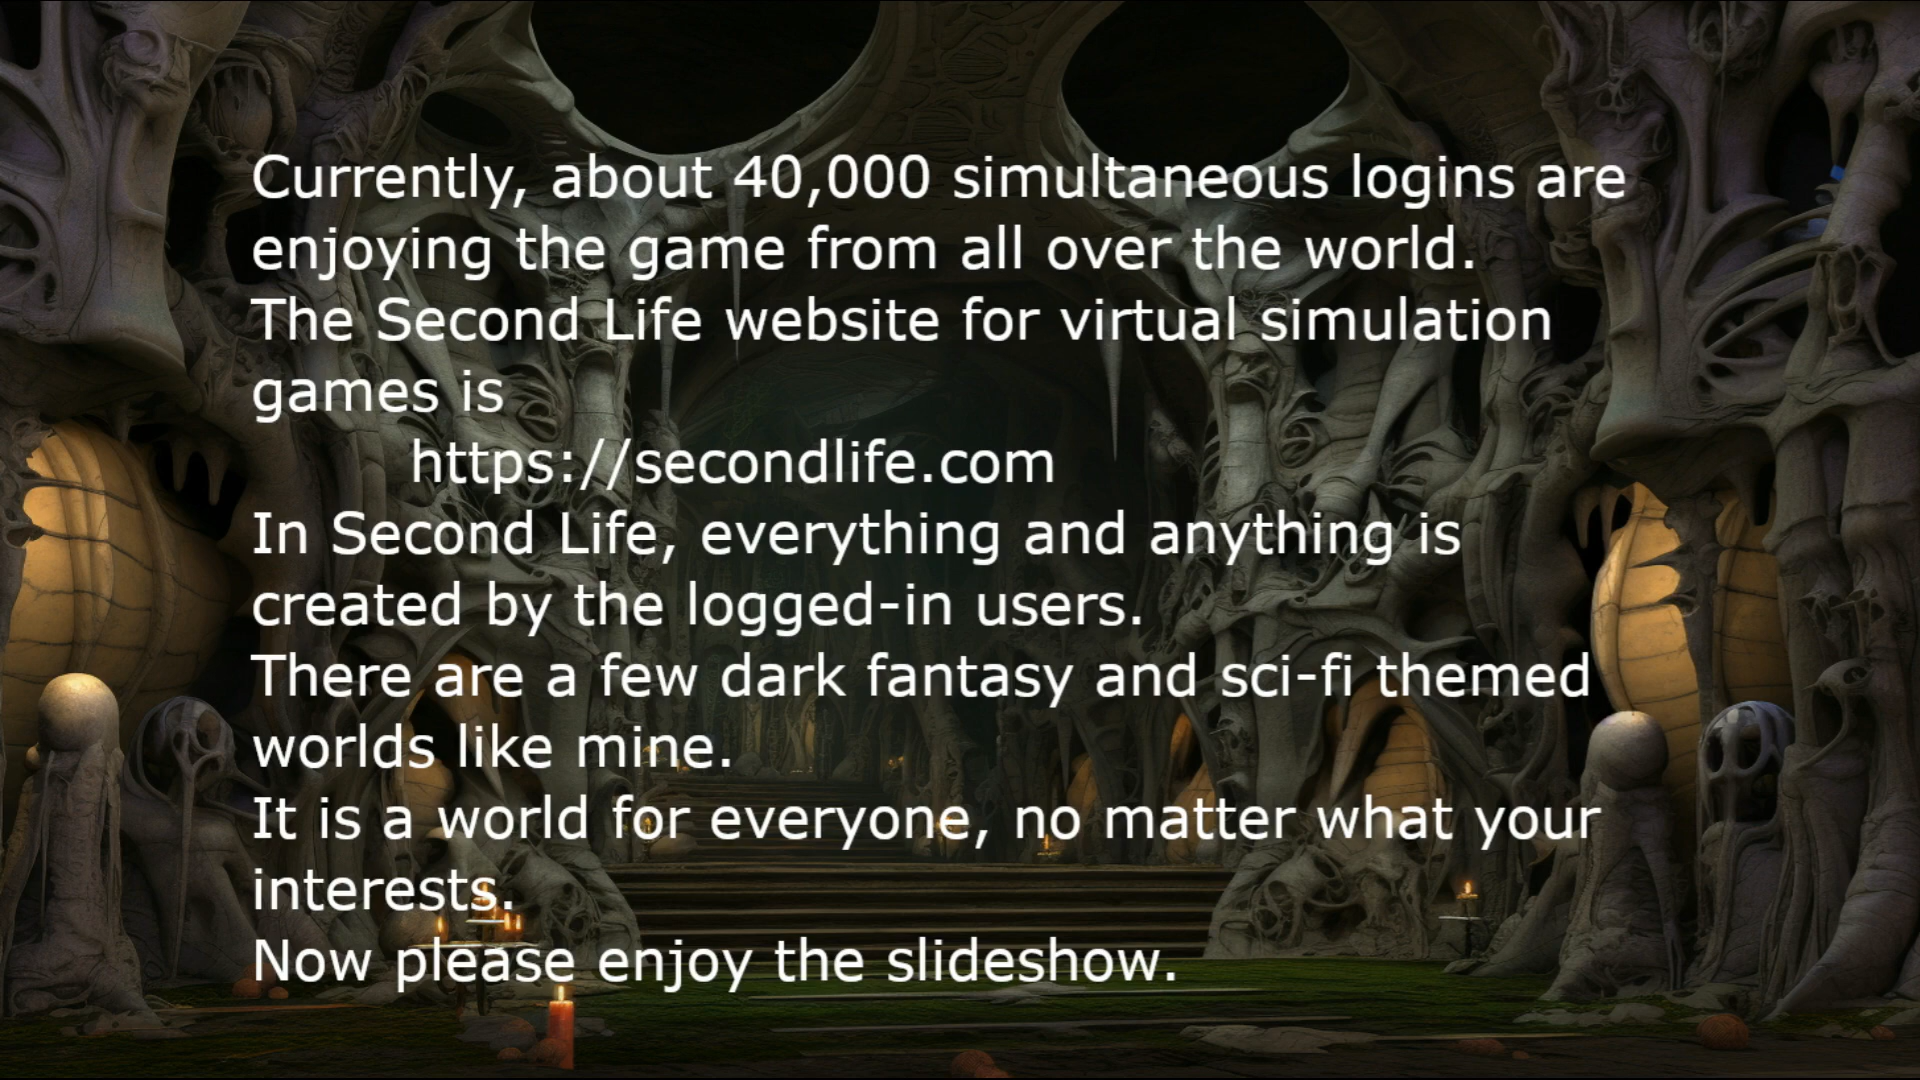 Currently, about 40,000 simultaneous logins are
enjoying the game from all over the world.
The Second Life website for virtual simulation
games is
https://secondlife.com
In Second Life, everything and anything is
created by the logged-in users.
There are a few dark fantasy and sci-fi themed
worlds like mine.
It is a world for everyone, no matter what your
interests.
Now please enjoy the slideshow.